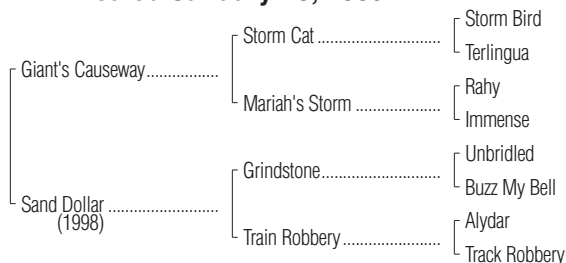 Storm Bird
Storm Cat
Terlingua
Giant's Causeway
Rahy
Mariah's Storm
Immense
Unbridled
Grindstone
Buzz My Bell
Sand Dollar
(1998)
Alydar
Train Robbery
Track Robbery